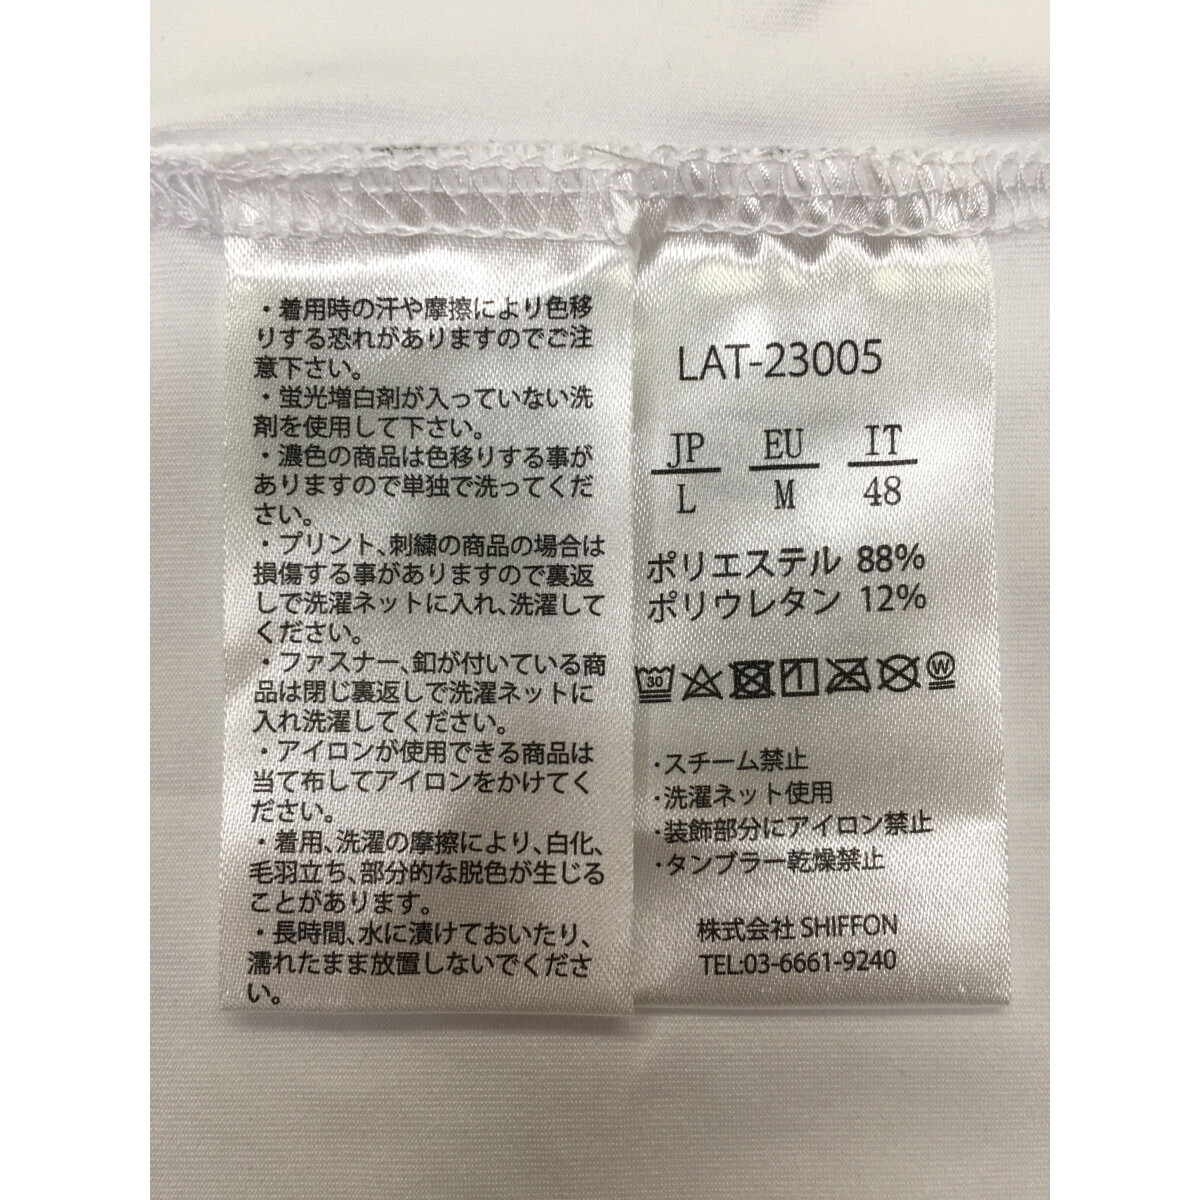 ・着用時の汗や摩擦により色移
りする恐れがありますのでご注
意下さい。
・蛍光増白剤が入っていない洗
剤を使用して下さい。
・濃色の商品は色移りする事が
ありますので単独で洗ってくだ
さい。
・プリント、刺繍の商品の場合は
損傷する事がありますので裏返
しで洗濯ネットに入れ、洗濯して
ください。
・ファスナー、釦が付いている商
品は閉じ裏返しで洗濯ネットに
入れ洗濯してください。
・アイロンが使用できる商品は
当て布してアイロンをかけてく
ださい。
・着用、洗濯の摩擦により、白化、
毛羽立ち、部分的な脱色が生じる
ことがあります。
・長時間、水に漬けておいたり、
濡れたまま放置しないでくださ
い。
LAT-23005
JP EU IT
L M 48
ポリエステル 88%
ポリウレタン 12%
30 W
・スチーム禁止
・洗濯ネット使用
・装飾部分にアイロン禁止
・タンブラー乾燥禁止
株式会社 SHIFFON
TEL:03-6661-9240